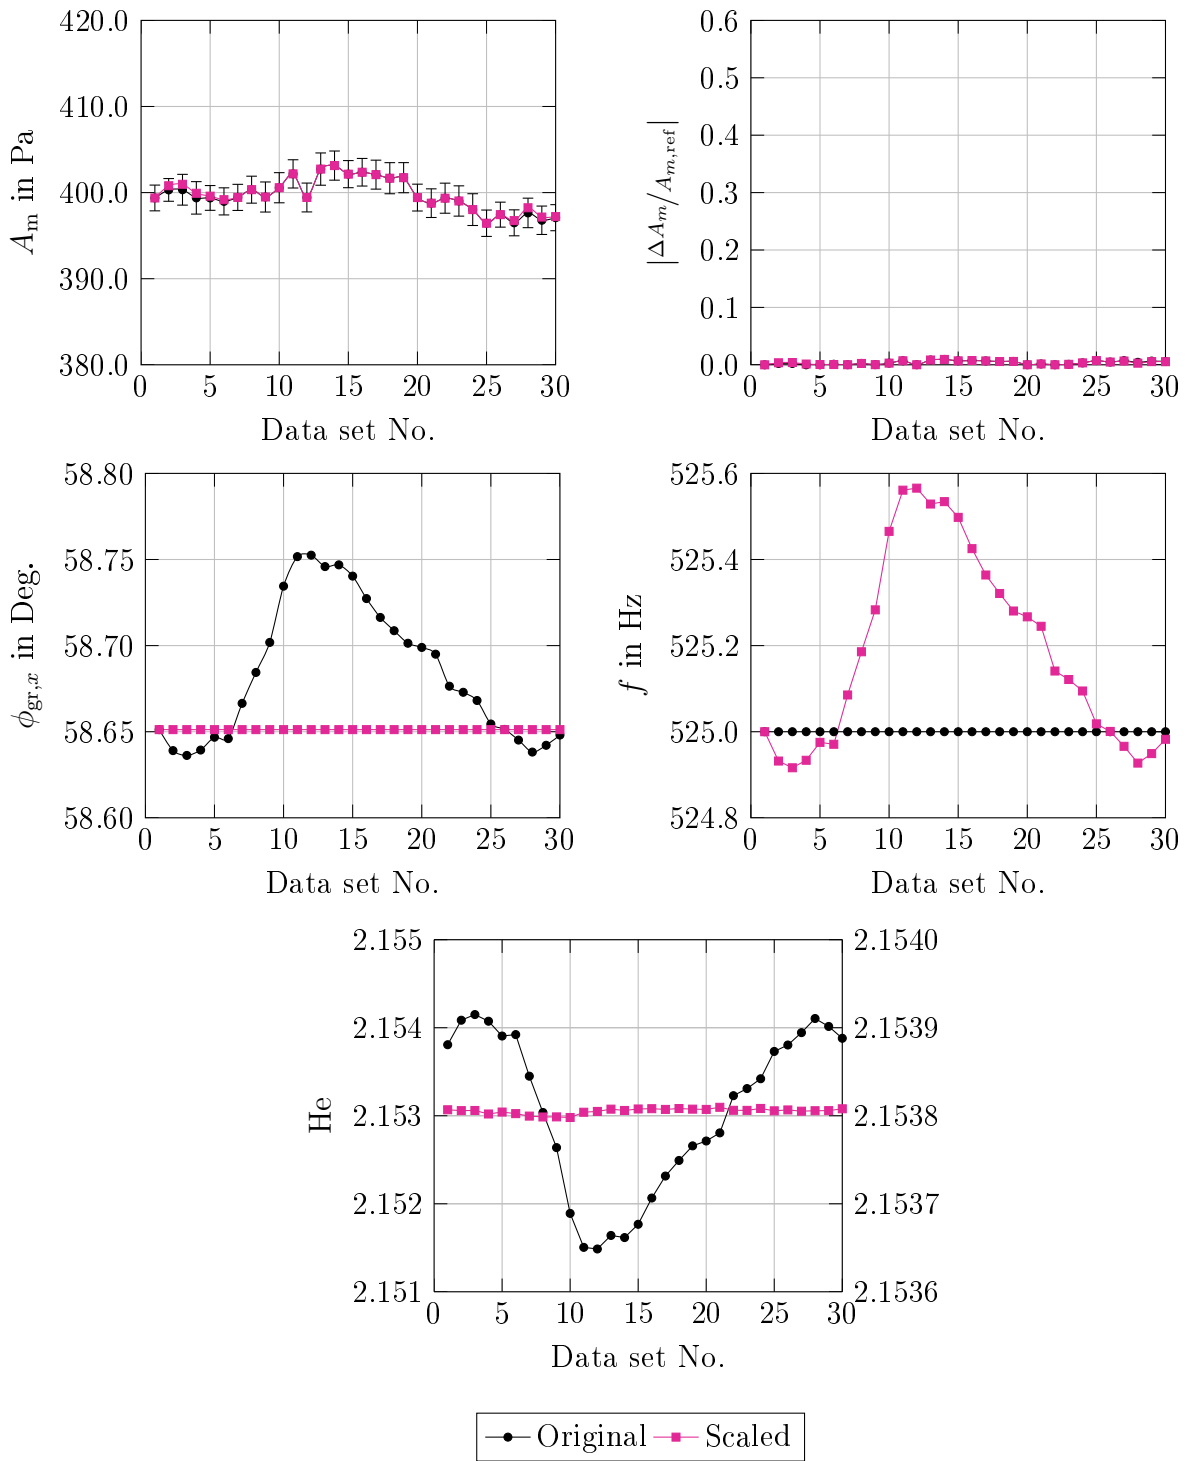 420.0
410.0
400.0
390.0
380.0
0 5 10 15 20 25 30
A_m in Pa
Data set No.
0.6
0.5
0.4
0.3
0.2
0.1
0.0
0 5 10 15 20 25 30
|ΔA_m/A_{m,ref}|
Data set No.
58.80
58.75
58.70
58.65
58.60
0 5 10 15 20 25 30
ϕ_{gr,x} in Deg.
Data set No.
525.6
525.4
525.2
525.0
524.8
0 5 10 15 20 25 30
f in Hz
Data set No.
2.155
2.154
2.153
2.152
2.151
2.1540
2.1539
2.1538
2.1537
2.1536
0 5 10 15 20 25 30
He
Data set No.
Original Scaled